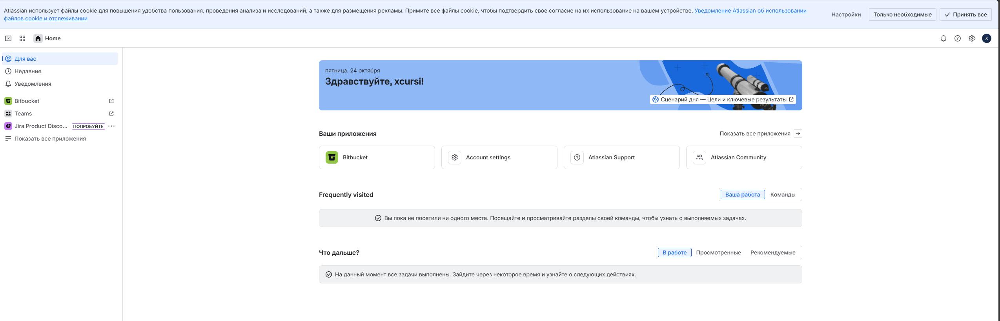 Atlassian использует файлы cookie для повышения удобства пользования, проведения анализа и исследований, а также для размещения рекламы. Примите все файлы cookie, чтобы подтвердить свое согласие на их использование на вашем устройстве. Уведомление Atlassian об использовании
файлов cookie и отслеживании
Настройки
Только необходимые
Принять все
Home
X
Для вас
Недавние
Уведомления
Bitbucket
Teams
Jira Product Disco... ПОПРОБУЙТЕ
Показать все приложения
пятница, 24 октября
Здравствуйте, xcursi!
Сценарий дня — Цели и ключевые результаты
Ваши приложения
Показать все приложения
Bitbucket
Account settings
Atlassian Support
Atlassian Community
Frequently visited
Ваша работа
Команды
Вы пока не посетили ни одного места. Посещайте и просматривайте разделы своей команды, чтобы узнать о выполняемых задачах.
Что дальше?
В работе
Просмотренные
Рекомендуемые
На данный момент все задачи выполнены. Зайдите через некоторое время и узнайте о следующих действиях.